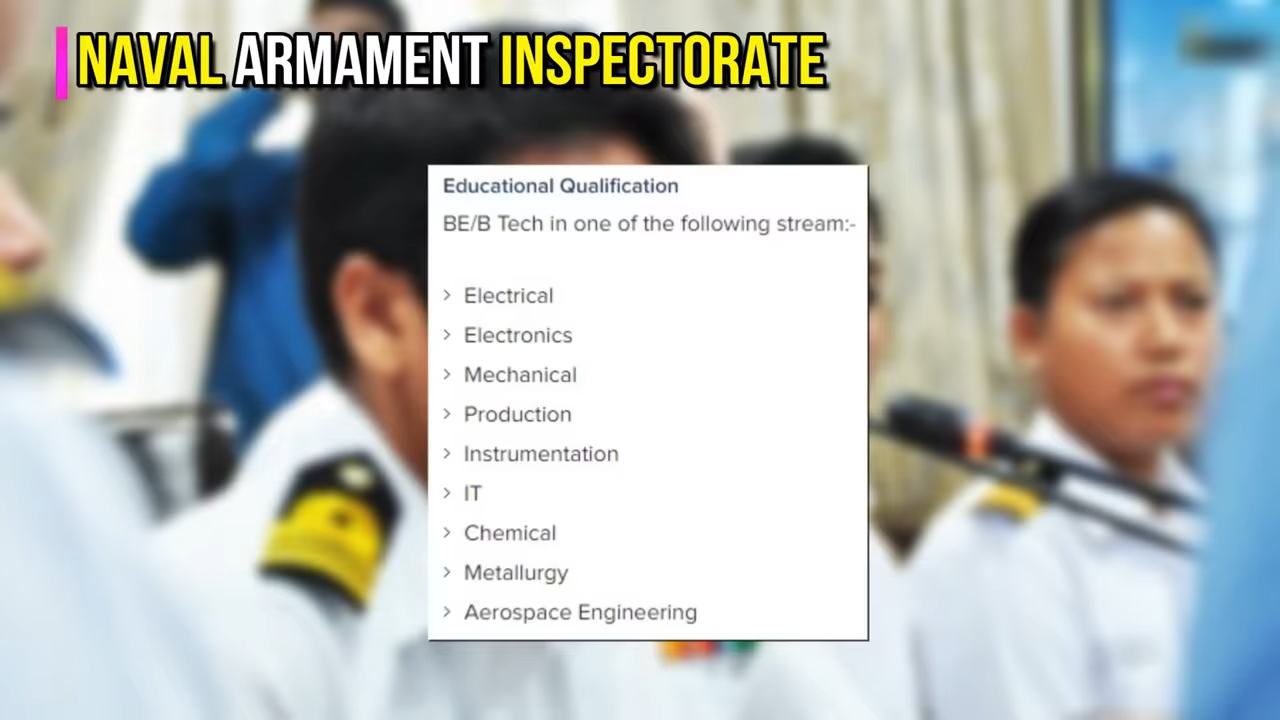 NAVAL ARMAMENT INSPECTORATE
Educational Qualification
BE/B Tech in one of the following stream:-
> Electrical
> Electronics
> Mechanical
> Production
> Instrumentation
> IT
> Chemical
> Metallurgy
> Aerospace Engineering